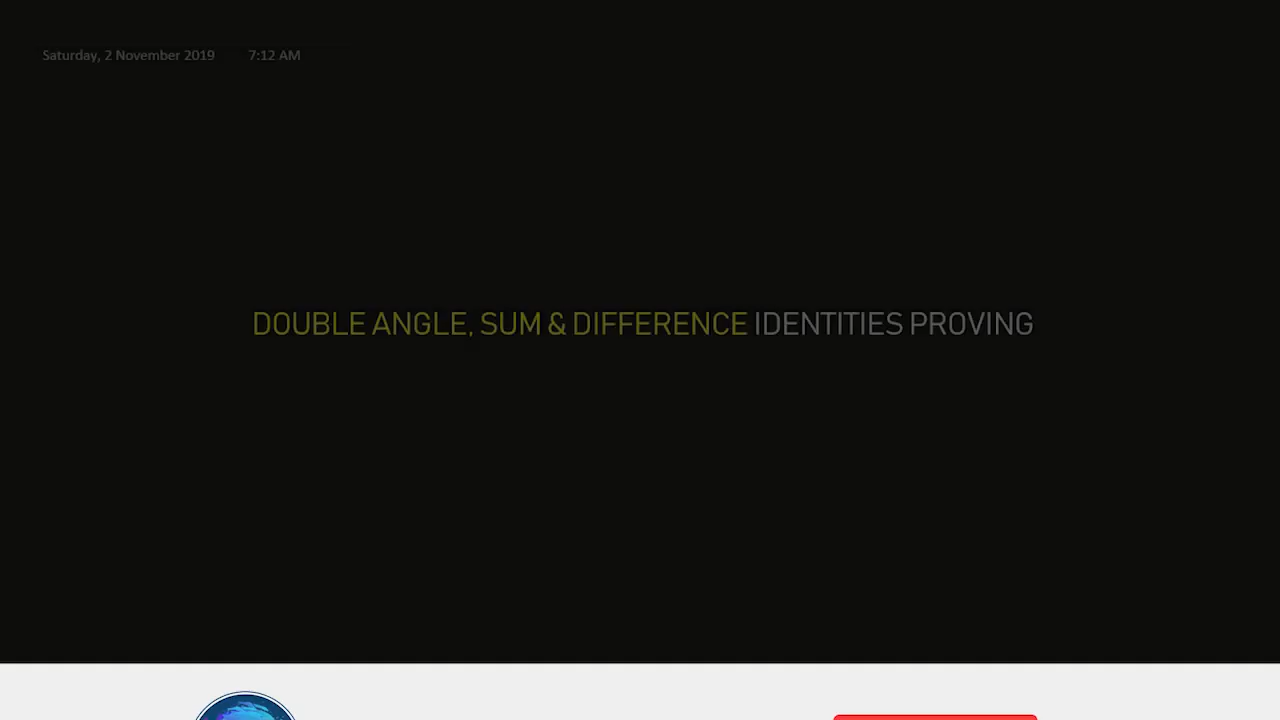 Saturday, 2 November 2019 7:12 AM
DOUBLE ANGLE, SUM & DIFFERENCE IDENTITIES PROVING